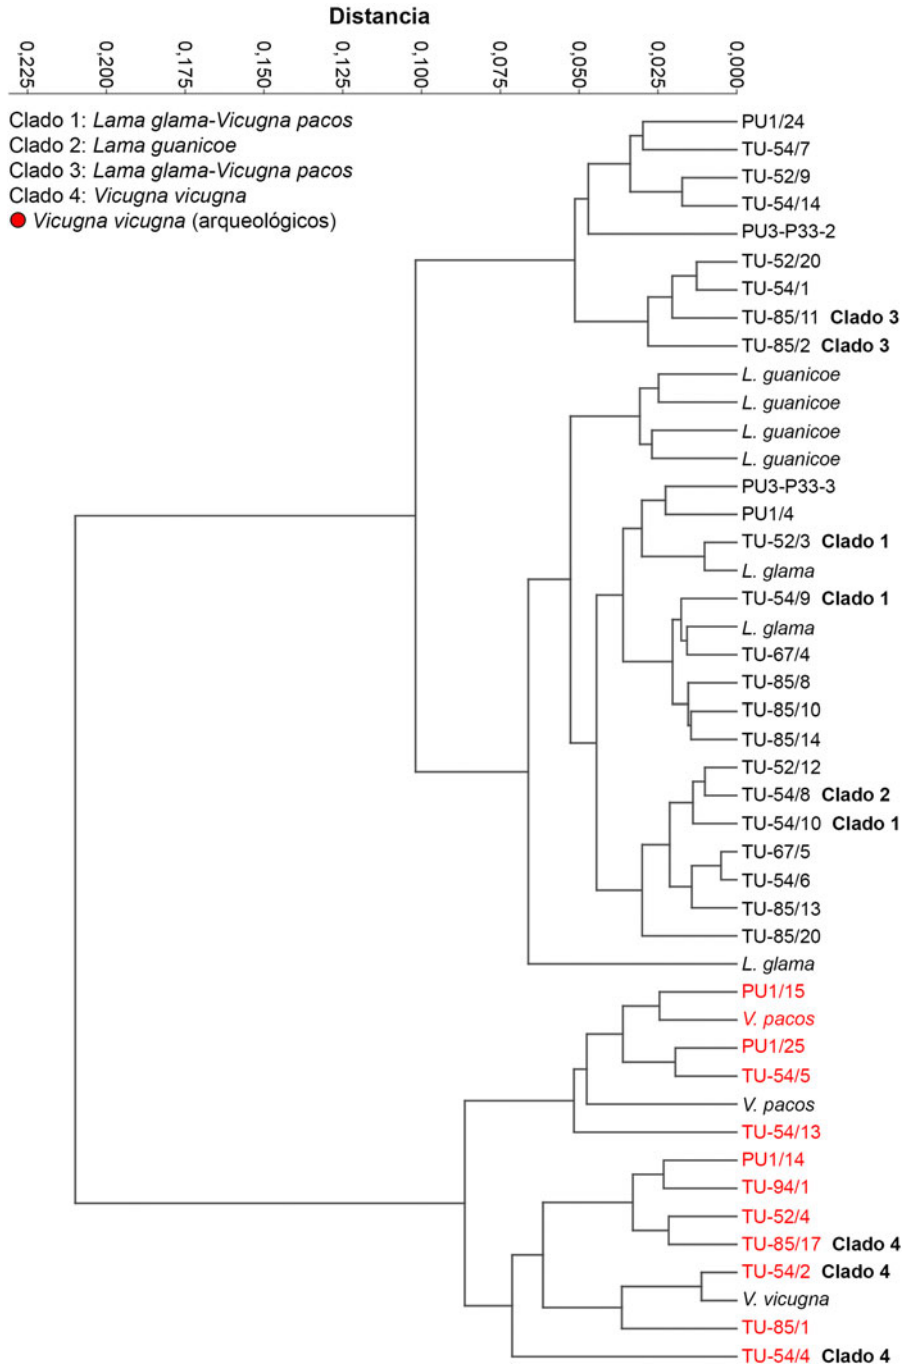 Distancia
0,225
0,200
0,175
0,150
0,125
0,100
0,075
0,050
0,025
0,000
Clado 1: Lama glama-Vicugna pacos
Clado 2: Lama guanicoe
Clado 3: Lama glama-Vicugna pacos
Clado 4: Vicugna vicugna
Vicugna vicugna (arqueológicos)
PU1/24
TU-54/7
TU-52/9
TU-54/14
PU3-P33-2
TU-52/20
TU-54/1
TU-85/11 Clado 3
TU-85/2 Clado 3
L. guanicoe
L. guanicoe
L. guanicoe
L. guanicoe
PU3-P33-3
PU1/4
TU-52/3 Clado 1
L. glama
TU-54/9 Clado 1
L. glama
TU-67/4
TU-85/8
TU-85/10
TU-85/14
TU-52/12
TU-54/8 Clado 2
TU-54/10 Clado 1
TU-67/5
TU-54/6
TU-85/13
TU-85/20
L. glama
PU1/15
V. pacos
PU1/25
TU-54/5
V. pacos
TU-54/13
PU1/14
TU-94/1
TU-52/4
TU-85/17 Clado 4
TU-54/2 Clado 4
V. vicugna
TU-85/1
TU-54/4 Clado 4